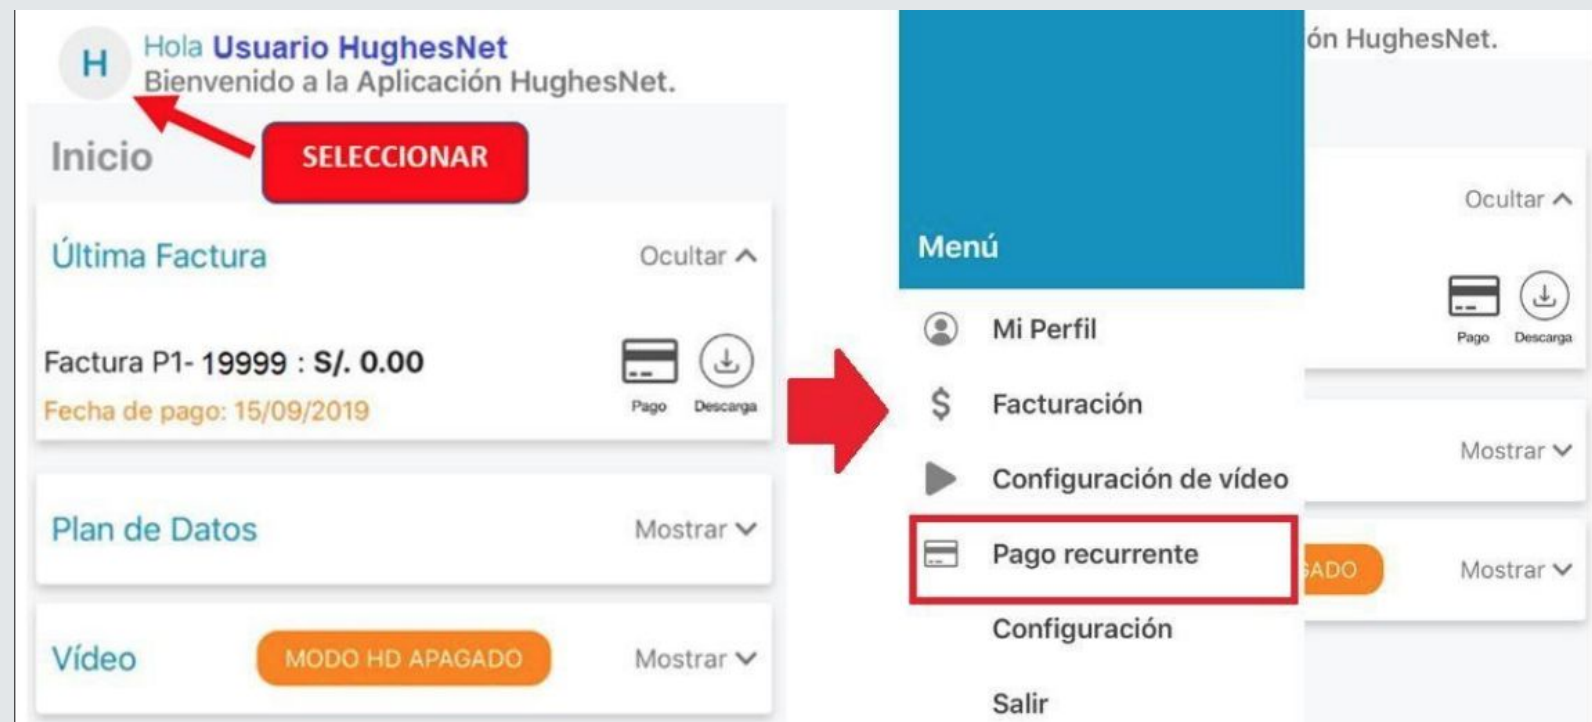 H
Hola Usuario HughesNet
Bienvenido a la Aplicación HughesNet.
SELECCIONAR
Inicio
Última Factura
Ocultar
Factura P1- 19999 : S/. 0.00
Fecha de pago: 15/09/2019
Pago
Descarga
Plan de Datos
Mostrar
Vídeo
MODO HD APAGADO
Mostrar
ón HughesNet.
Menú
Mi Perfil
Facturación
Configuración de vídeo
Pago recurrente
Configuración
Salir
Ocultar
Pago
Descarga
Mostrar
GADO
Mostrar